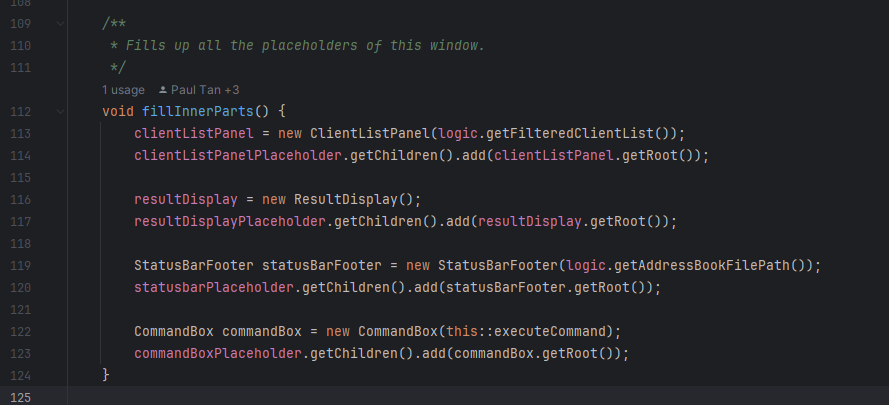 108
109 /**
110 * Fills up all the placeholders of this window.
111 */
1 usage Paul Tan +3
112 void fillInnerParts() {
113 clientListPanel = new ClientListPanel(logic.getFilteredClientList());
114 clientListPanelPlaceholder.getChildren().add(clientListPanel.getRoot());
115
116 resultDisplay = new ResultDisplay();
117 resultDisplayPlaceholder.getChildren().add(resultDisplay.getRoot());
118
119 StatusBarFooter statusBarFooter = new StatusBarFooter(logic.getAddressBookFilePath());
120 statusbarPlaceholder.getChildren().add(statusBarFooter.getRoot());
121
122 CommandBox commandBox = new CommandBox(this::executeCommand);
123 commandBoxPlaceholder.getChildren().add(commandBox.getRoot());
124 }
125